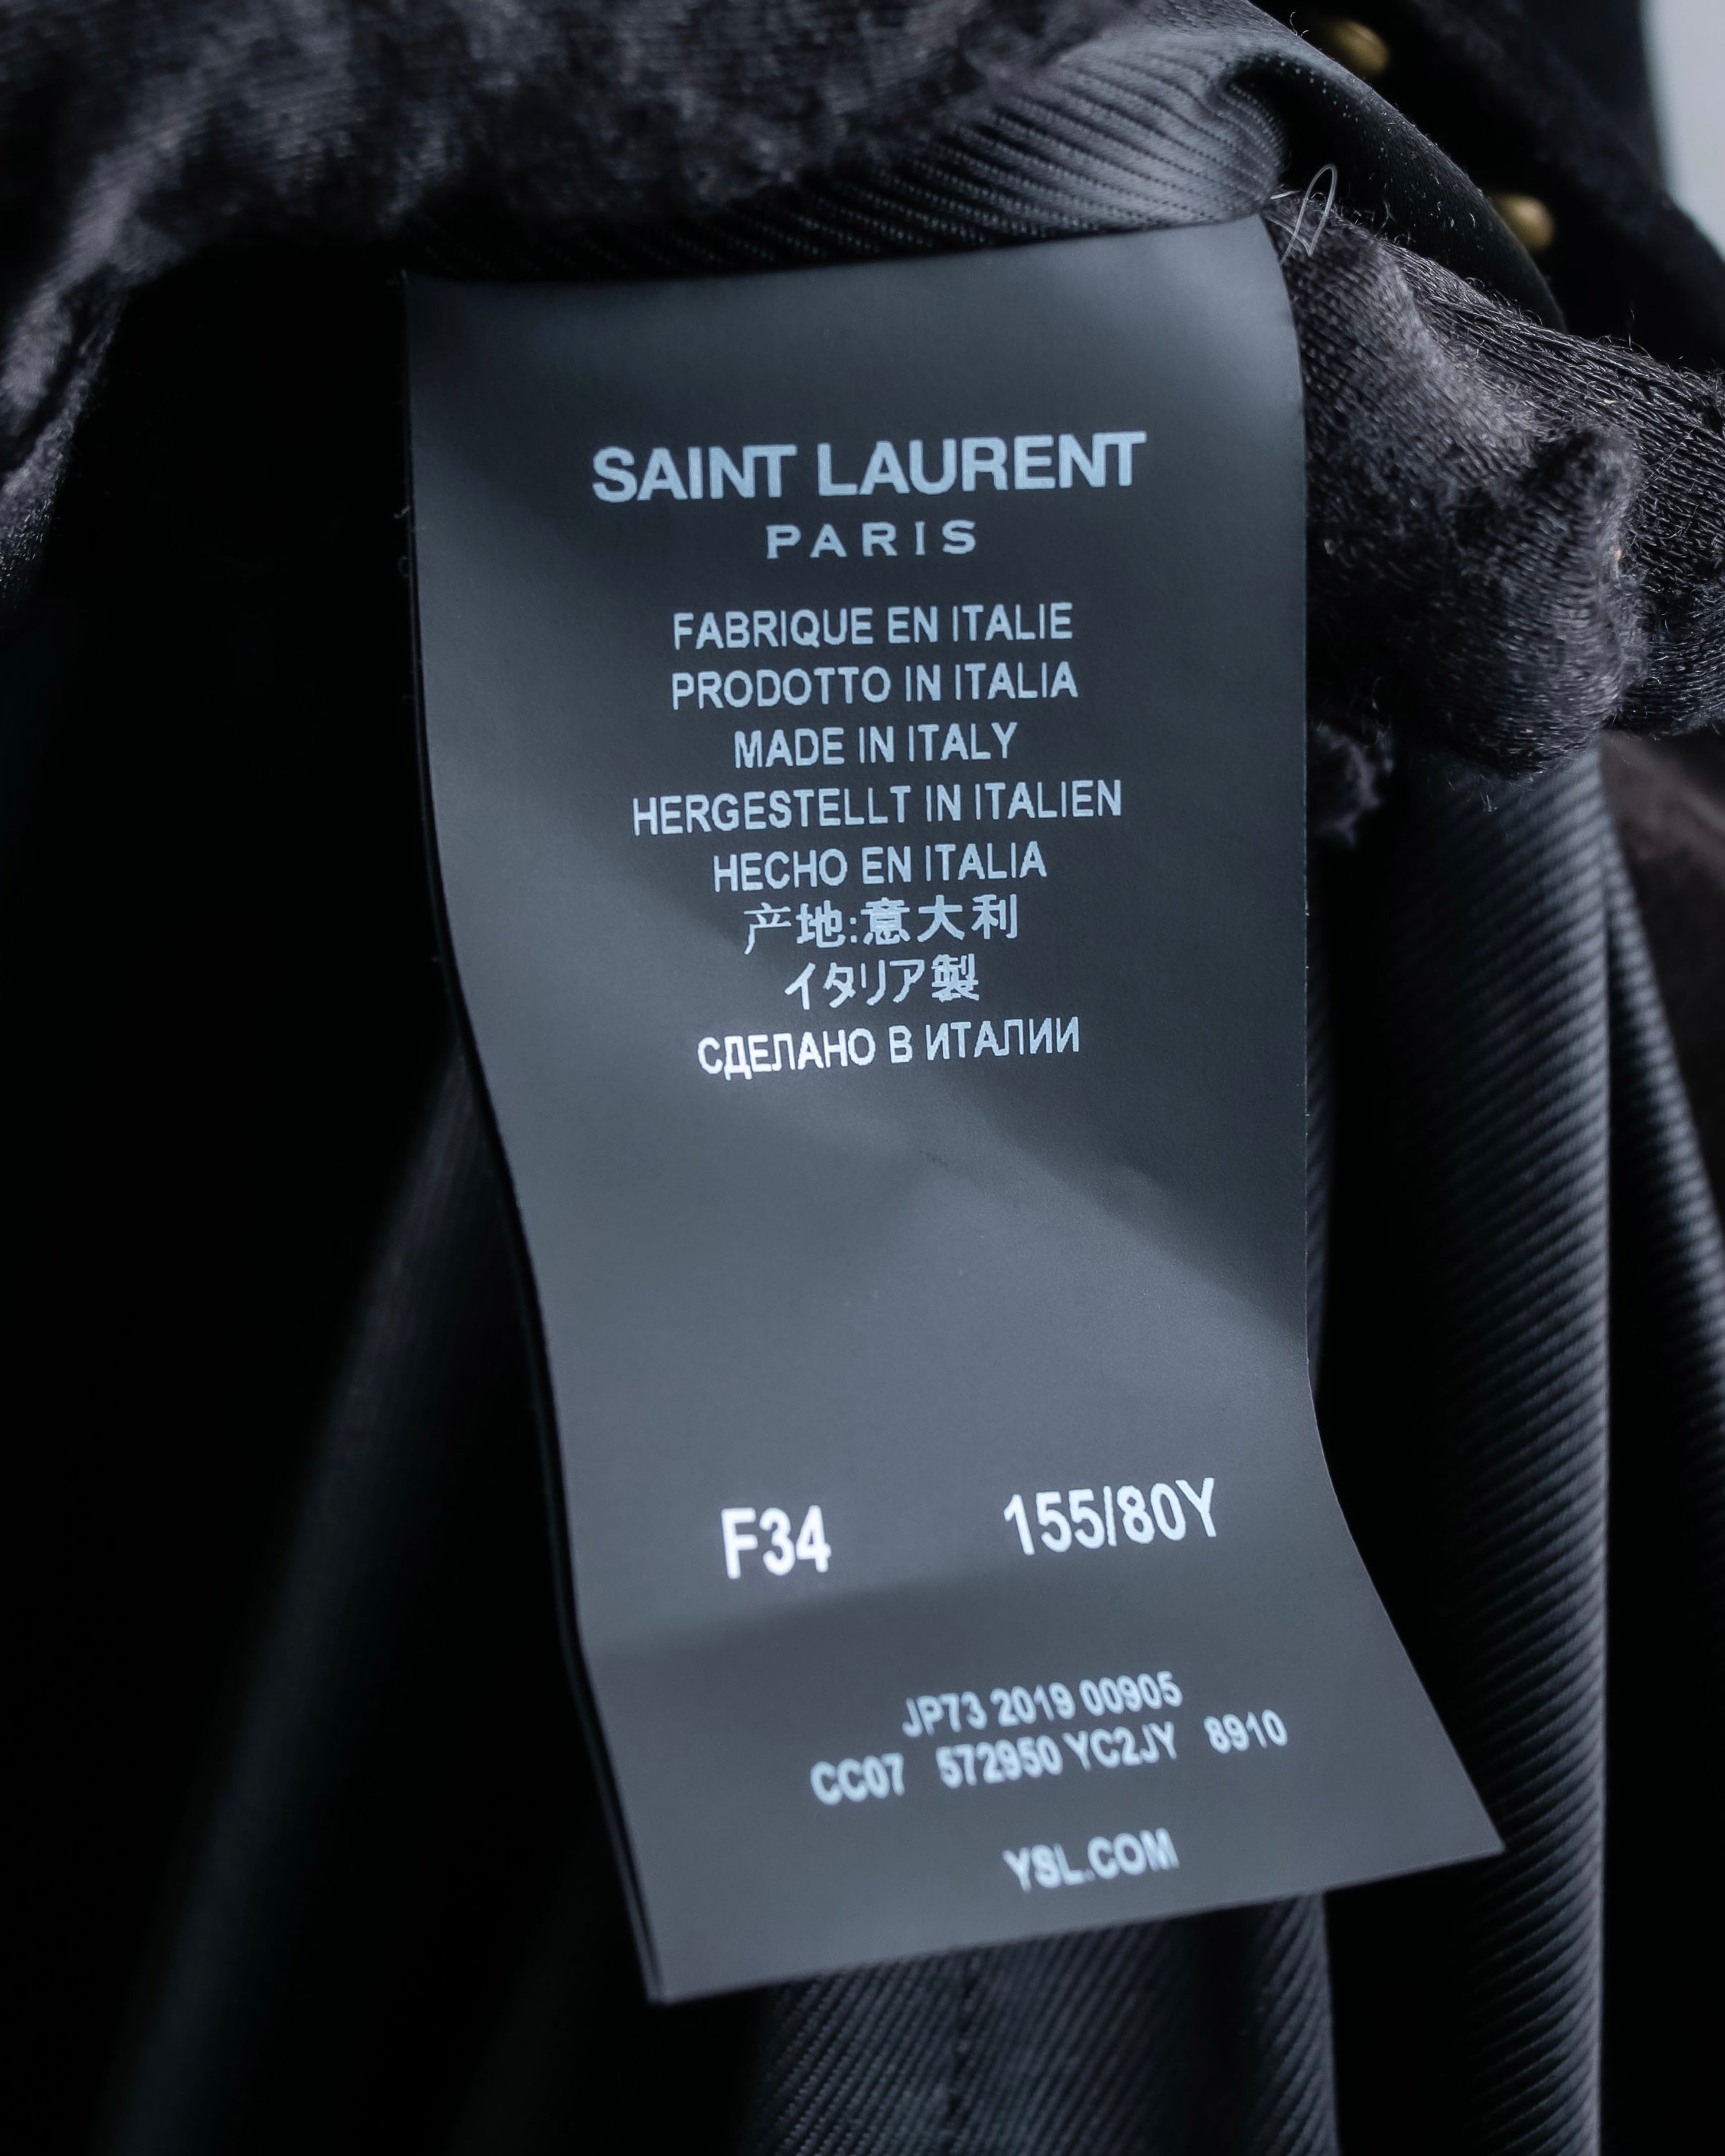 SAINT LAURENT
PARIS
FABRIQUE EN ITALIE
PRODOTTO IN ITALIA
MADE IN ITALY
HERGESTELLT IN ITALIEN
HECHO EN ITALIA
产地:意大利
イタリア製
СДЕЛАНО В ИТАЛИИ
F34 155/80Y
JP73 2019 00905
CC07 572950 YC2JY 8910
YSL.COM